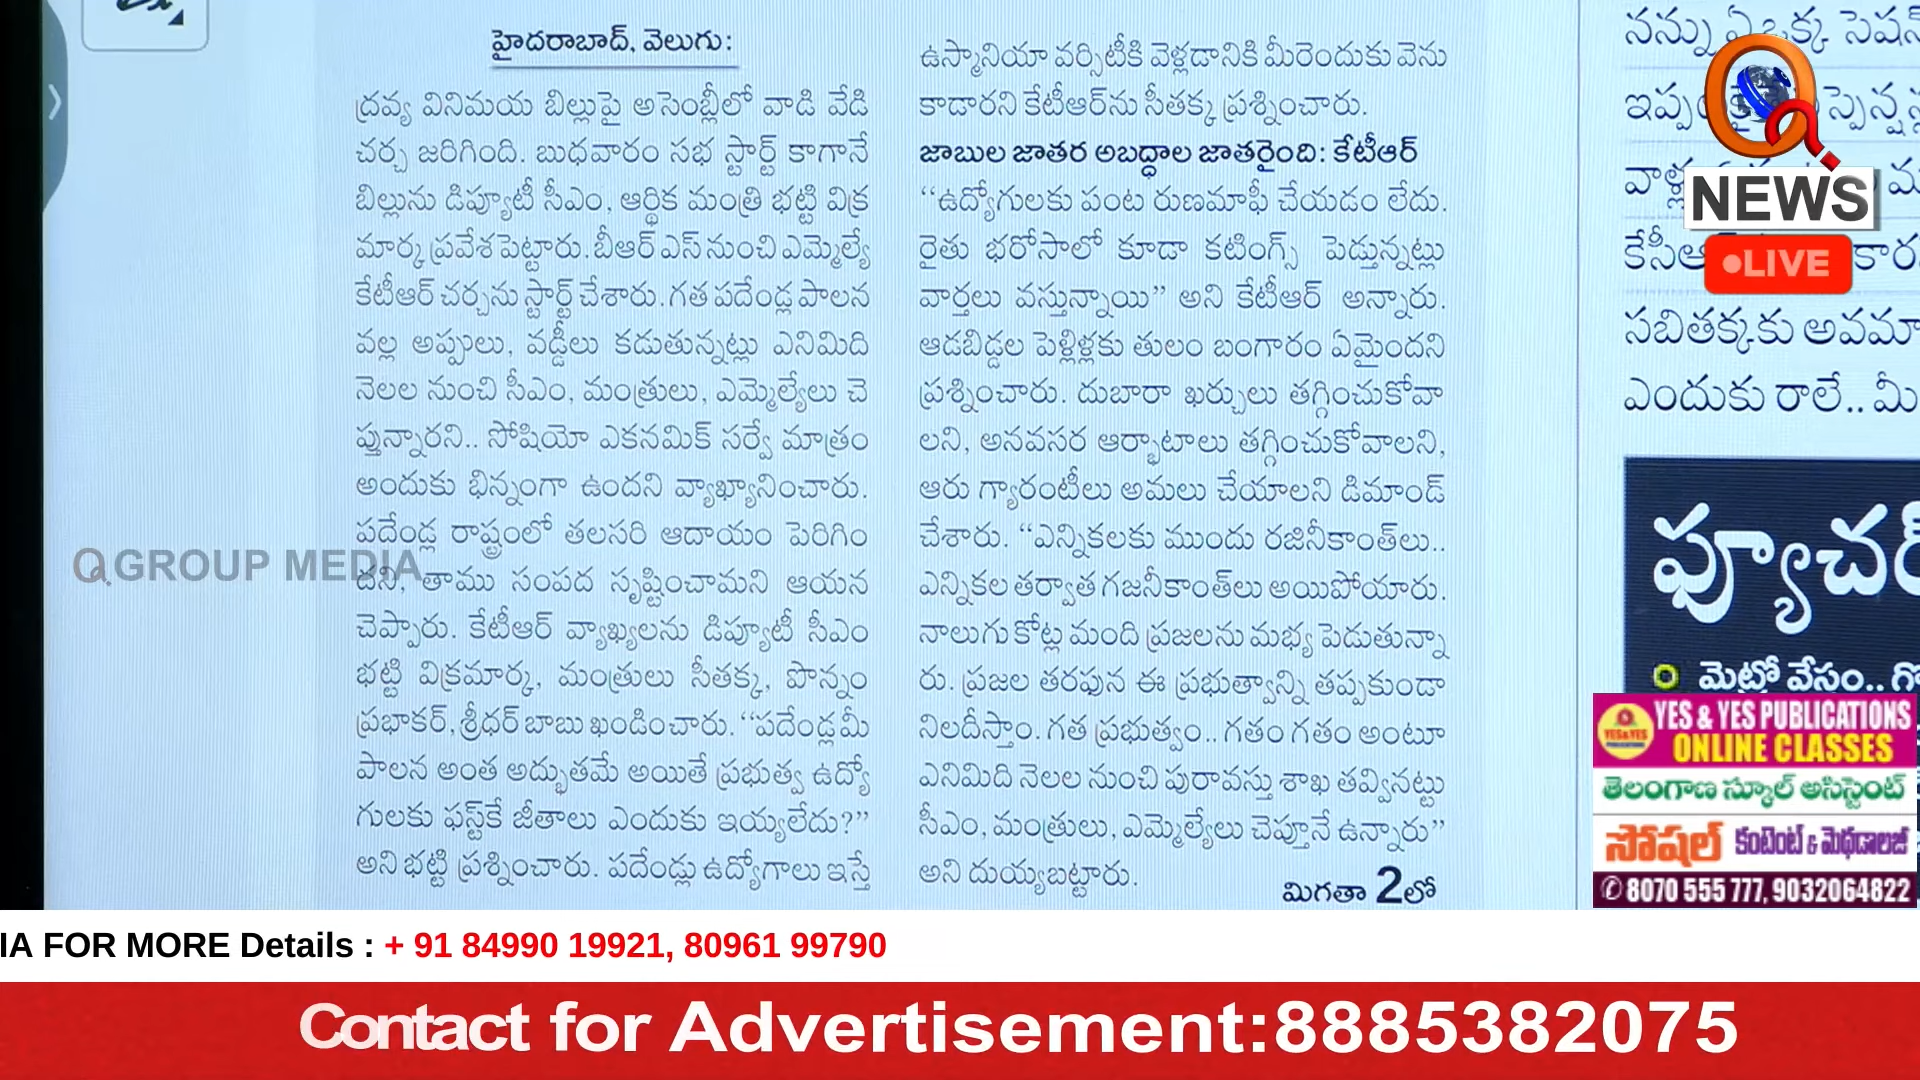 హైదరాబాద్, వెలుగు:
ద్రవ్య వినిమయ బిల్లుపై అసెంబ్లీలో వాడి వేడి
చర్చ జరిగింది. బుధవారం సభ స్టార్ట్ కాగానే
బిల్లును డిప్యూటీ సీఎం, ఆర్థిక మంత్రి భట్టి విక్ర
మార్క ప్రవేశపెట్టారు. బీఆర్ఎస్ నుంచి ఎమ్మెల్యే
కేటీఆర్ చర్చను స్టార్ట్ చేశారు. గత పదేండ్ల పాలన
వల్ల అప్పులు, వడ్డీలు కడుతున్నట్లు ఎనిమిది
నెలల నుంచి సీఎం, మంత్రులు, ఎమ్మెల్యేలు చె
ప్తున్నారని.. సోషియో ఎకనమిక్ సర్వే మాత్రం
అందుకు భిన్నంగా ఉందని వ్యాఖ్యానించారు.
పదేండ్ల రాష్ట్రంలో తలసరి ఆదాయం పెరిగిం
దని, తాము సంపద సృష్టించామని ఆయన
చెప్పారు. కేటీఆర్ వ్యాఖ్యలను డిప్యూటీ సీఎం
భట్టి విక్రమార్క, మంత్రులు సీతక్క, పొన్నం
ప్రభాకర్, శ్రీధర్ బాబు ఖండించారు. “పదేండ్ల మీ
పాలన అంత అద్భుతమే అయితే ప్రభుత్వ ఉద్యో
గులకు ఫస్ట్‌కే జీతాలు ఎందుకు ఇయ్యలేదు?”
అని భట్టి ప్రశ్నించారు. పదేండ్లు ఉద్యోగాలు ఇస్తే
ఉస్మానియా వర్సిటీకి వెళ్లడానికి మీరెందుకు వెను
కాడారని కేటీఆర్‌ను సీతక్క ప్రశ్నించారు.
జాబుల జాతర అబద్ధాల జాతరైంది: కేటీఆర్
“ఉద్యోగులకు పంట రుణమాఫీ చేయడం లేదు.
రైతు భరోసాలో కూడా కటింగ్స్ పెడ్తున్నట్లు
వార్తలు వస్తున్నాయి” అని కేటీఆర్ అన్నారు.
ఆడబిడ్డల పెళ్లిళ్లకు తులం బంగారం ఏమైందని
ప్రశ్నించారు. దుబారా ఖర్చులు తగ్గించుకోవా
లని, అనవసర ఆర్భాటాలు తగ్గించుకోవాలని,
ఆరు గ్యారంటీలు అమలు చేయాలని డిమాండ్
చేశారు. “ఎన్నికలకు ముందు రజినీకాంత్‌లు..
ఎన్నికల తర్వాత గజనీకాంత్‌లు అయిపోయారు.
నాలుగు కోట్ల మంది ప్రజలను మభ్య పెడుతున్నా
రు. ప్రజల తరఫున ఈ ప్రభుత్వాన్ని తప్పకుండా
నిలదీస్తాం. గత ప్రభుత్వం.. గతం గతం అంటూ
ఎనిమిది నెలల నుంచి పురావస్తు శాఖ తవ్వినట్టు
సీఎం, మంత్రులు, ఎమ్మెల్యేలు చెప్తూనే ఉన్నారు”
అని దుయ్యబట్టారు.
మిగతా 2లో
నన్ను ఏ ఒక్క సెషన్
వాళ్ల
సబితక్కకు అవమా
ఎందుకు రాలే.. మీ
ఫ్యూచర్
మెట్రో వేసం.. గొ
NEWS
LIVE
GROUP MEDIA
YES & YES PUBLICATIONS
ONLINE CLASSES
తెలంగాణ స్కూల్ అసిస్టెంట్
సోషల్ కంటెంట్ & మెథడాలజీ
8070 555 777, 9032064822
IA FOR MORE Details : + 91 84990 19921, 80961 99790
Contact for Advertisement:8885382075